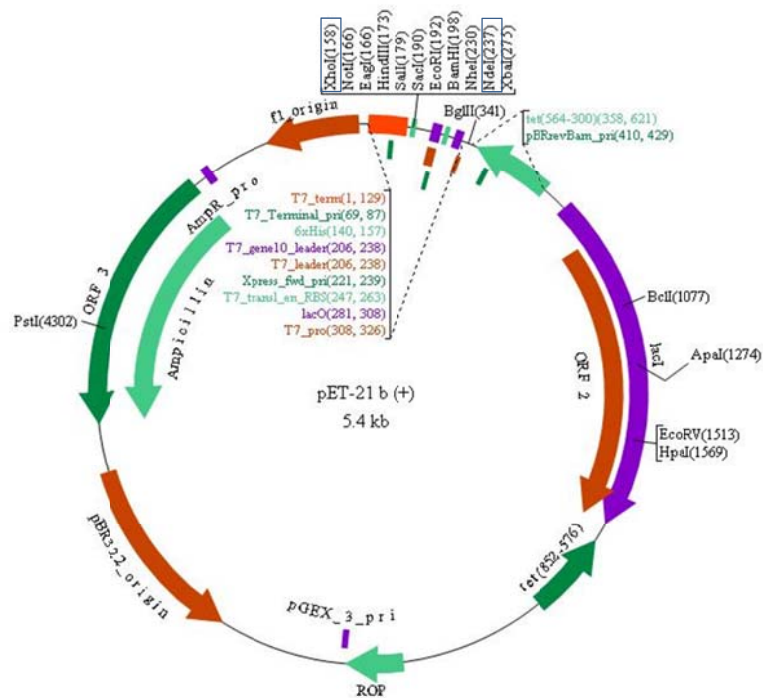 XhoI(158)
NotI(166)
EagI(166)
HindIII(173)
SalI(179)
SacI(190)
EcoRI(192)
BamHI(198)
NheI(230)
NdeI(237)
XbaI(275)
BglII(341)
tet(564-300)(358, 621)
pBRrevBam_pri(410, 429)
f1_origin
AmpR_pro
T7_term(1, 129)
T7_Terminal_pri(69, 87)
6xHis(140, 157)
T7_gene10_leader(206, 238)
T7_leader(206, 238)
Xpress_fwd_pri(221, 239)
T7_transl_en_RBS(247, 263)
lacO(281, 308)
T7_pro(308, 326)
ORF 3
Ampicillin
PstI(4302)
BclI(1077)
lacI
ApaI(1274)
ORF 2
pET-21 b (+)
5.4 kb
EcoRV(1513)
HpaI(1569)
pBR322_origin
tet(852,576)
pGEX_3_pri
ROP